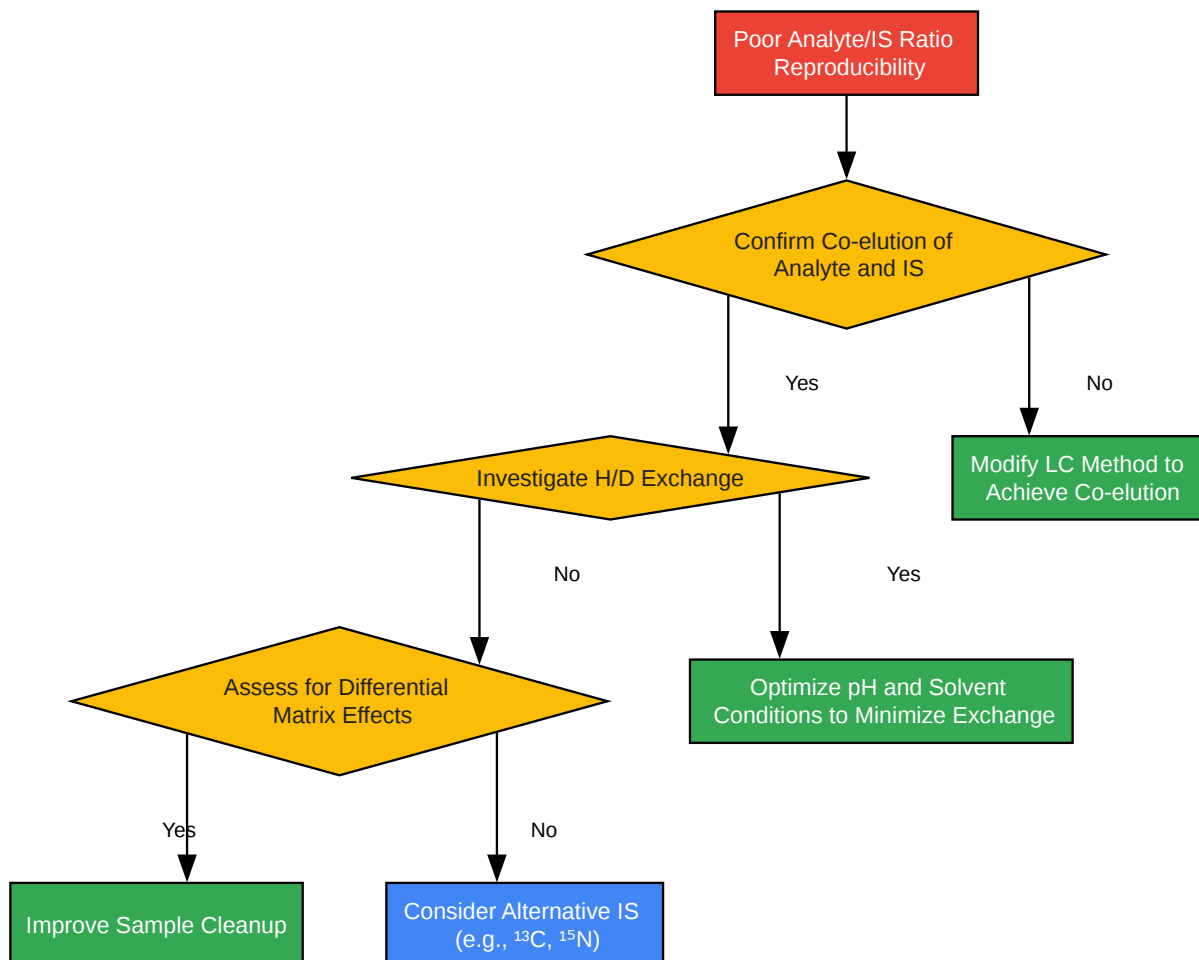 Poor Analyte/IS Ratio
Reproducibility
Confirm Co-elution of
Analyte and IS
Yes
No
Investigate H/D Exchange
Modify LC Method to
Achieve Co-elution
No
Yes
Assess for Differential
Matrix Effects
Optimize pH and Solvent
Conditions to Minimize Exchange
Yes
No
Improve Sample Cleanup
Consider Alternative IS
(e.g., ¹³C, ¹⁵N)